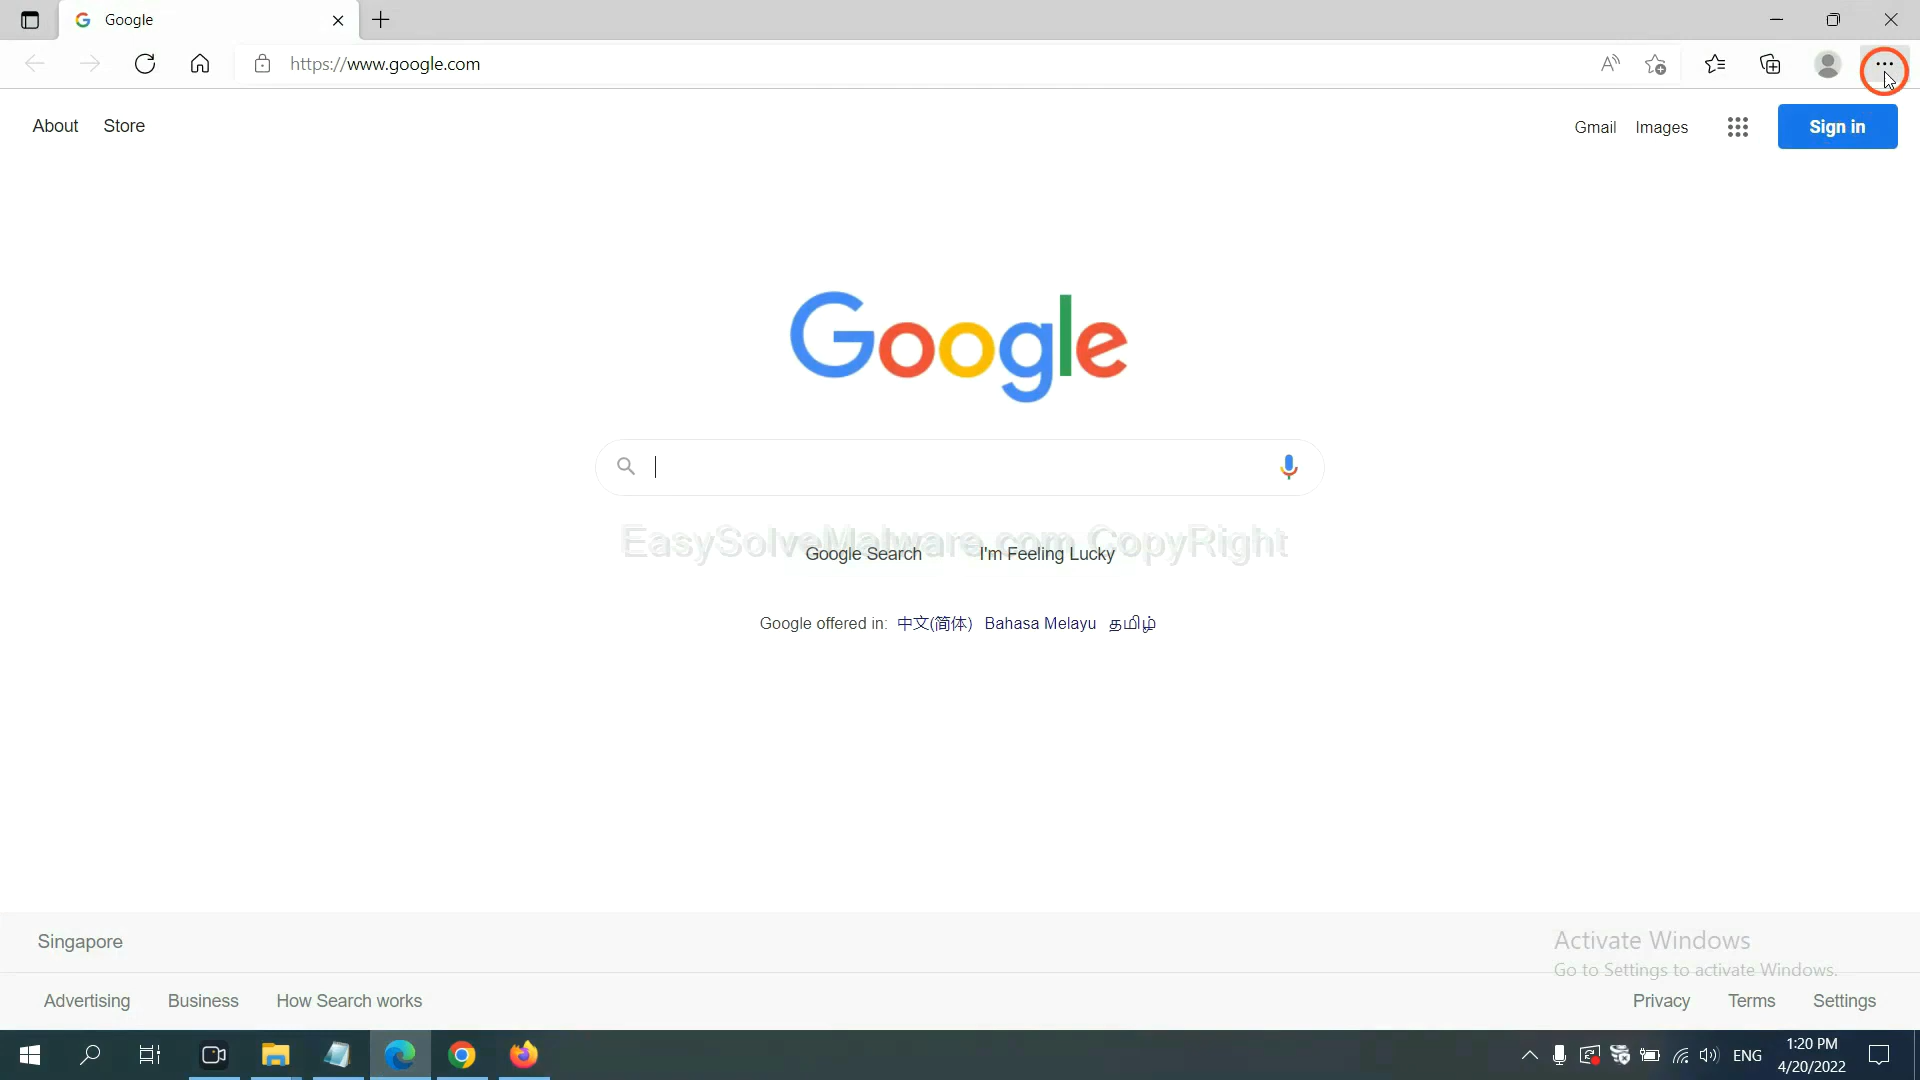 Google
https://www.google.com
About Store
Gmail Images Sign in
Google
EasySolveMalware.com CopyRight
Google Search I'm Feeling Lucky
Google offered in: 中文(简体) Bahasa Melayu தமிழ்
Singapore
Activate Windows
Go to Settings to activate Windows.
Advertising Business How Search works
Privacy Terms Settings
ENG
1:20 PM
4/20/2022